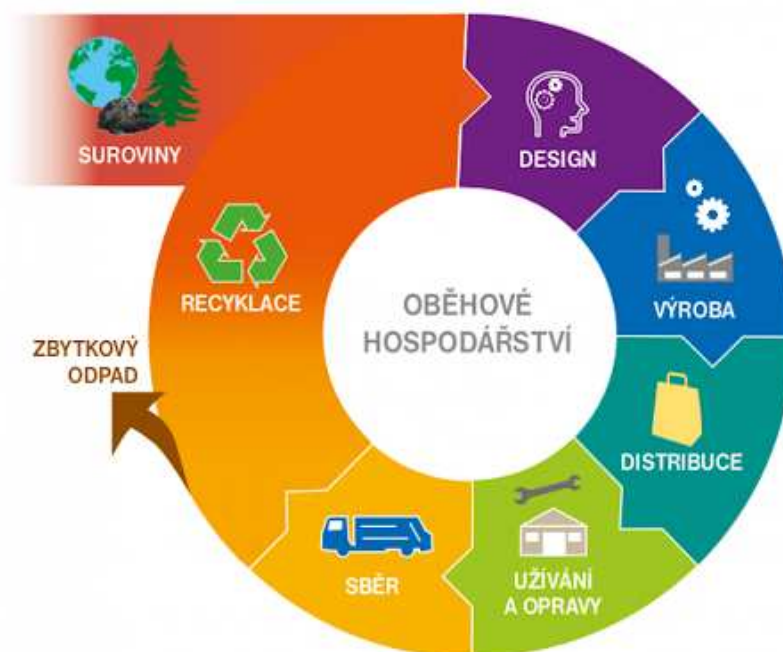 SUROVINY
DESIGN
VÝROBA
DISTRIBUCE
UŽÍVÁNÍ
A OPRAVY
SBĚR
RECYKLACE
ZBYTKOVÝ
ODPAD
OBĚHOVÉ
HOSPODÁŘSTVÍ